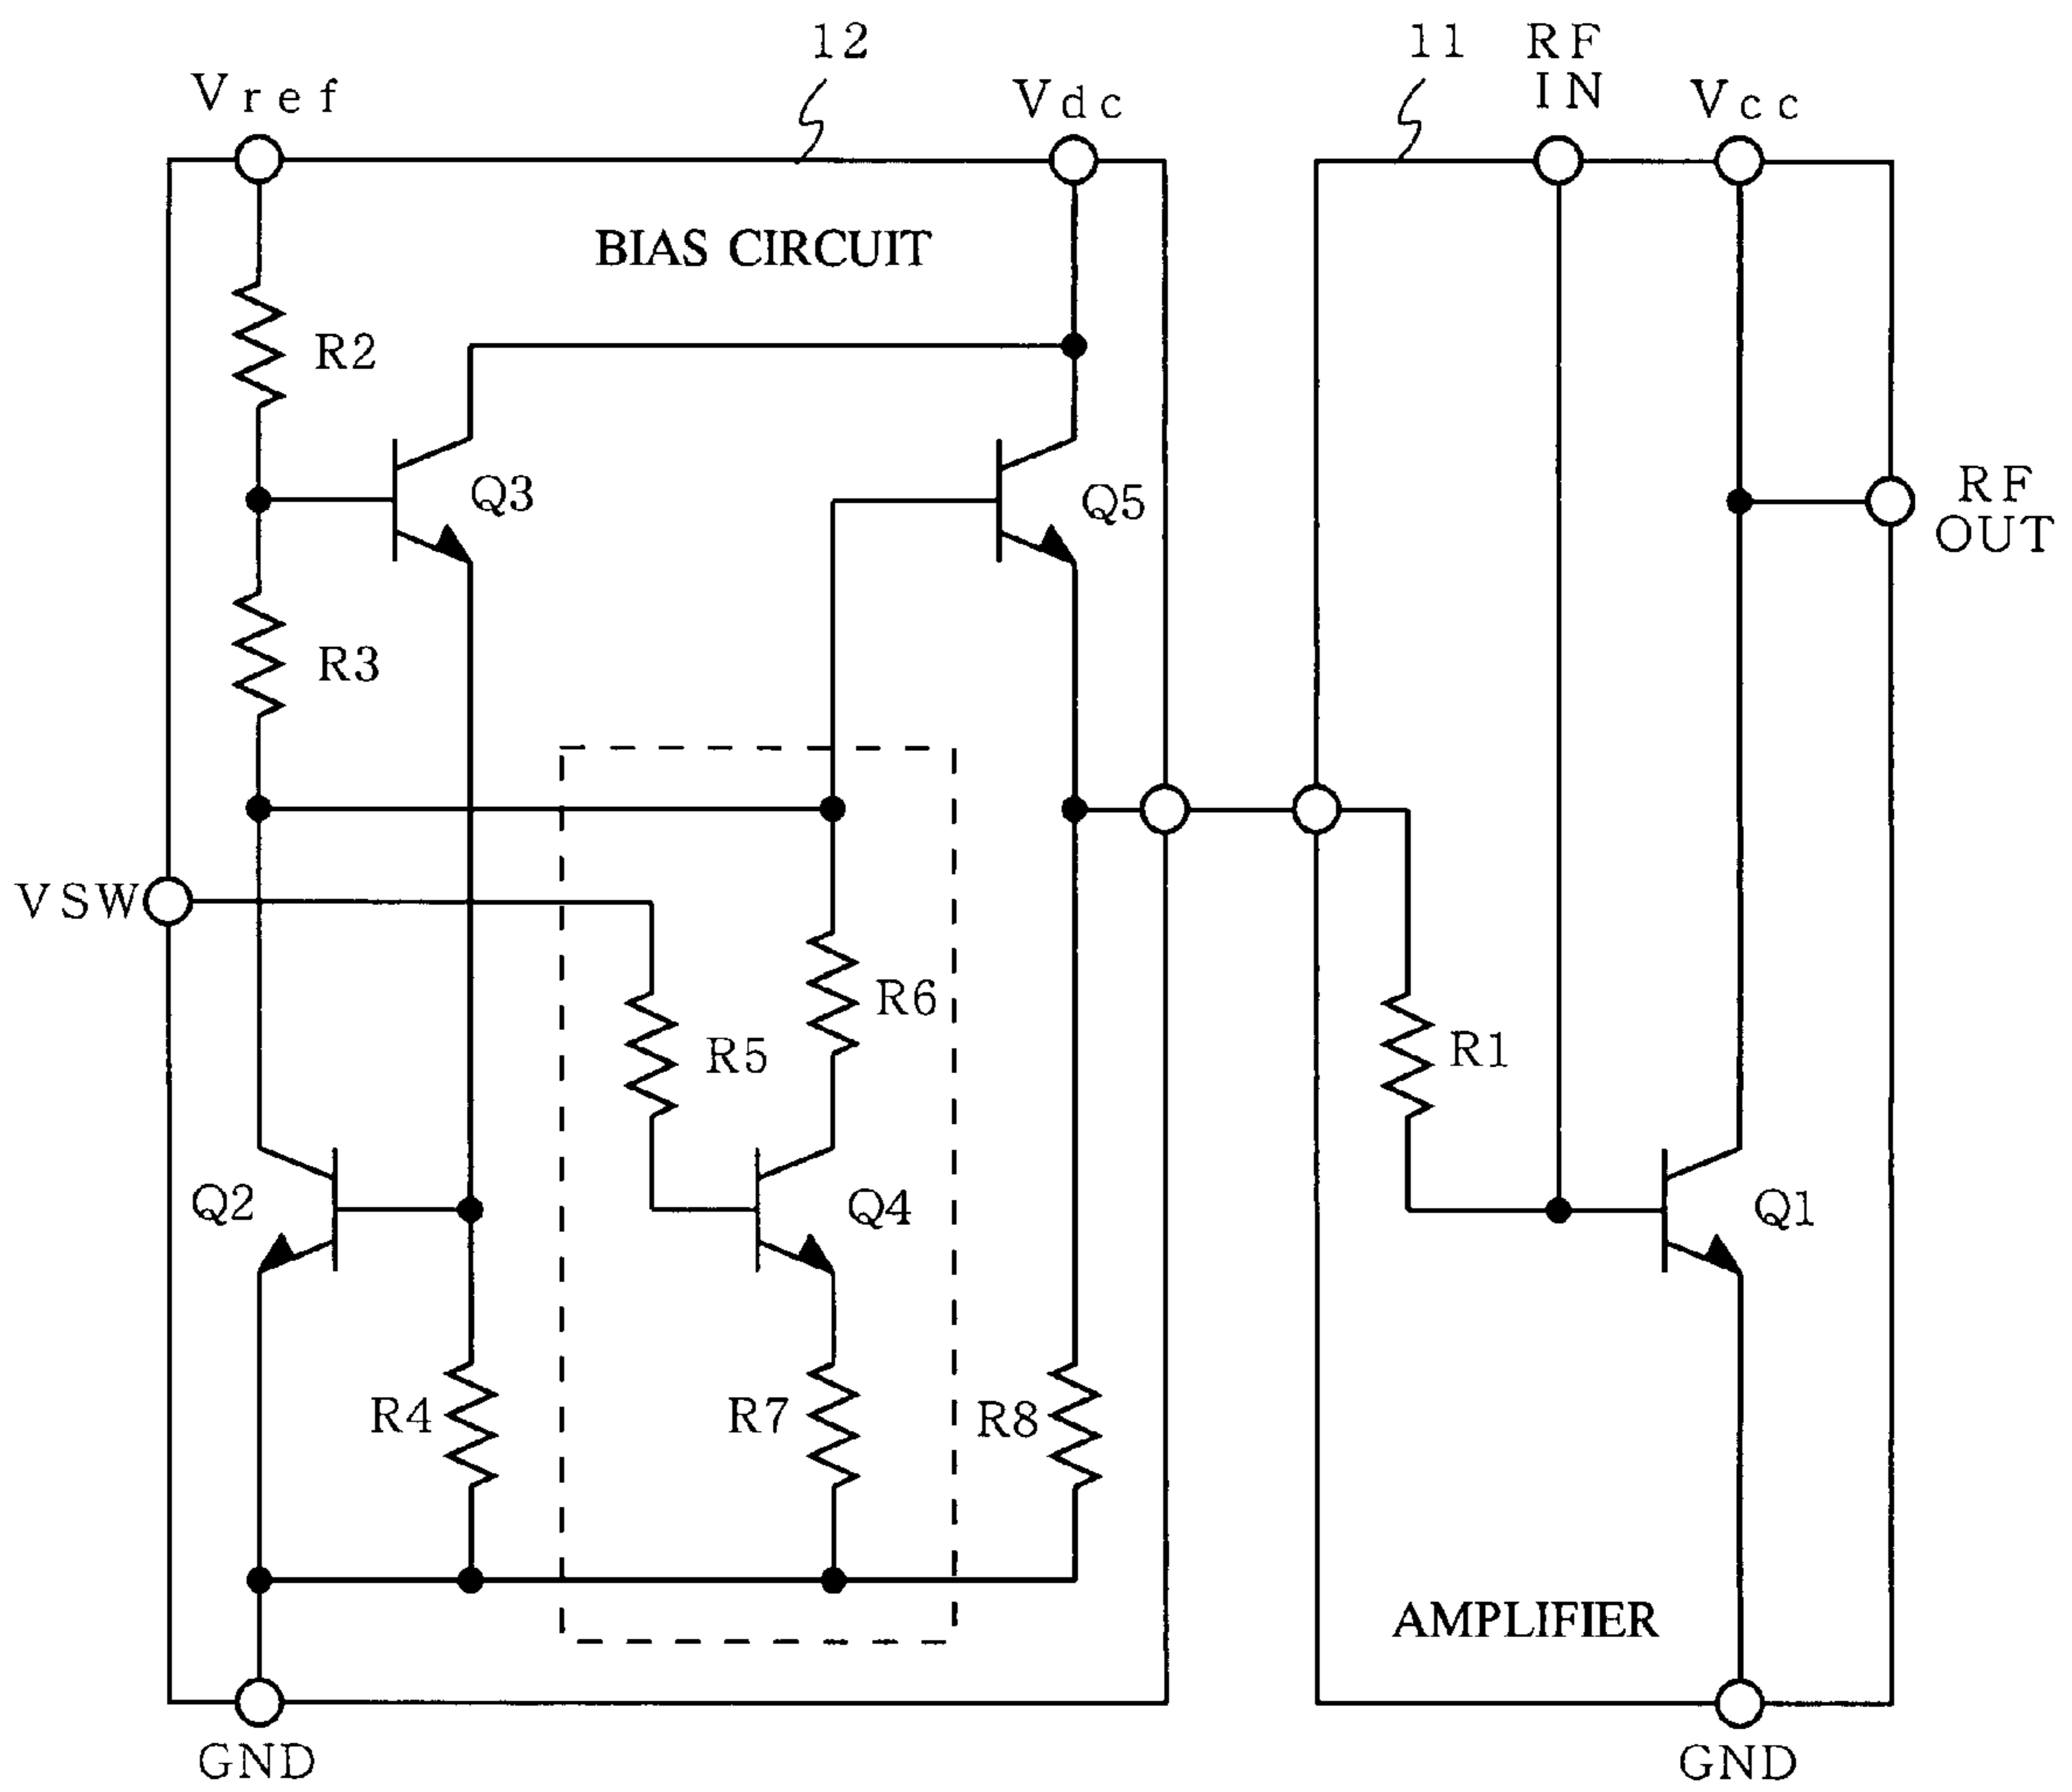 12
11
RF
IN
Vref
Vdc
Vcc
BIAS CIRCUIT
R2
Q3
Q5
RF
OUT
R3
VSW
R6
R5
R1
Q2
Q4
Q1
R4
R7
R8
AMPLIFIER
GND
GND